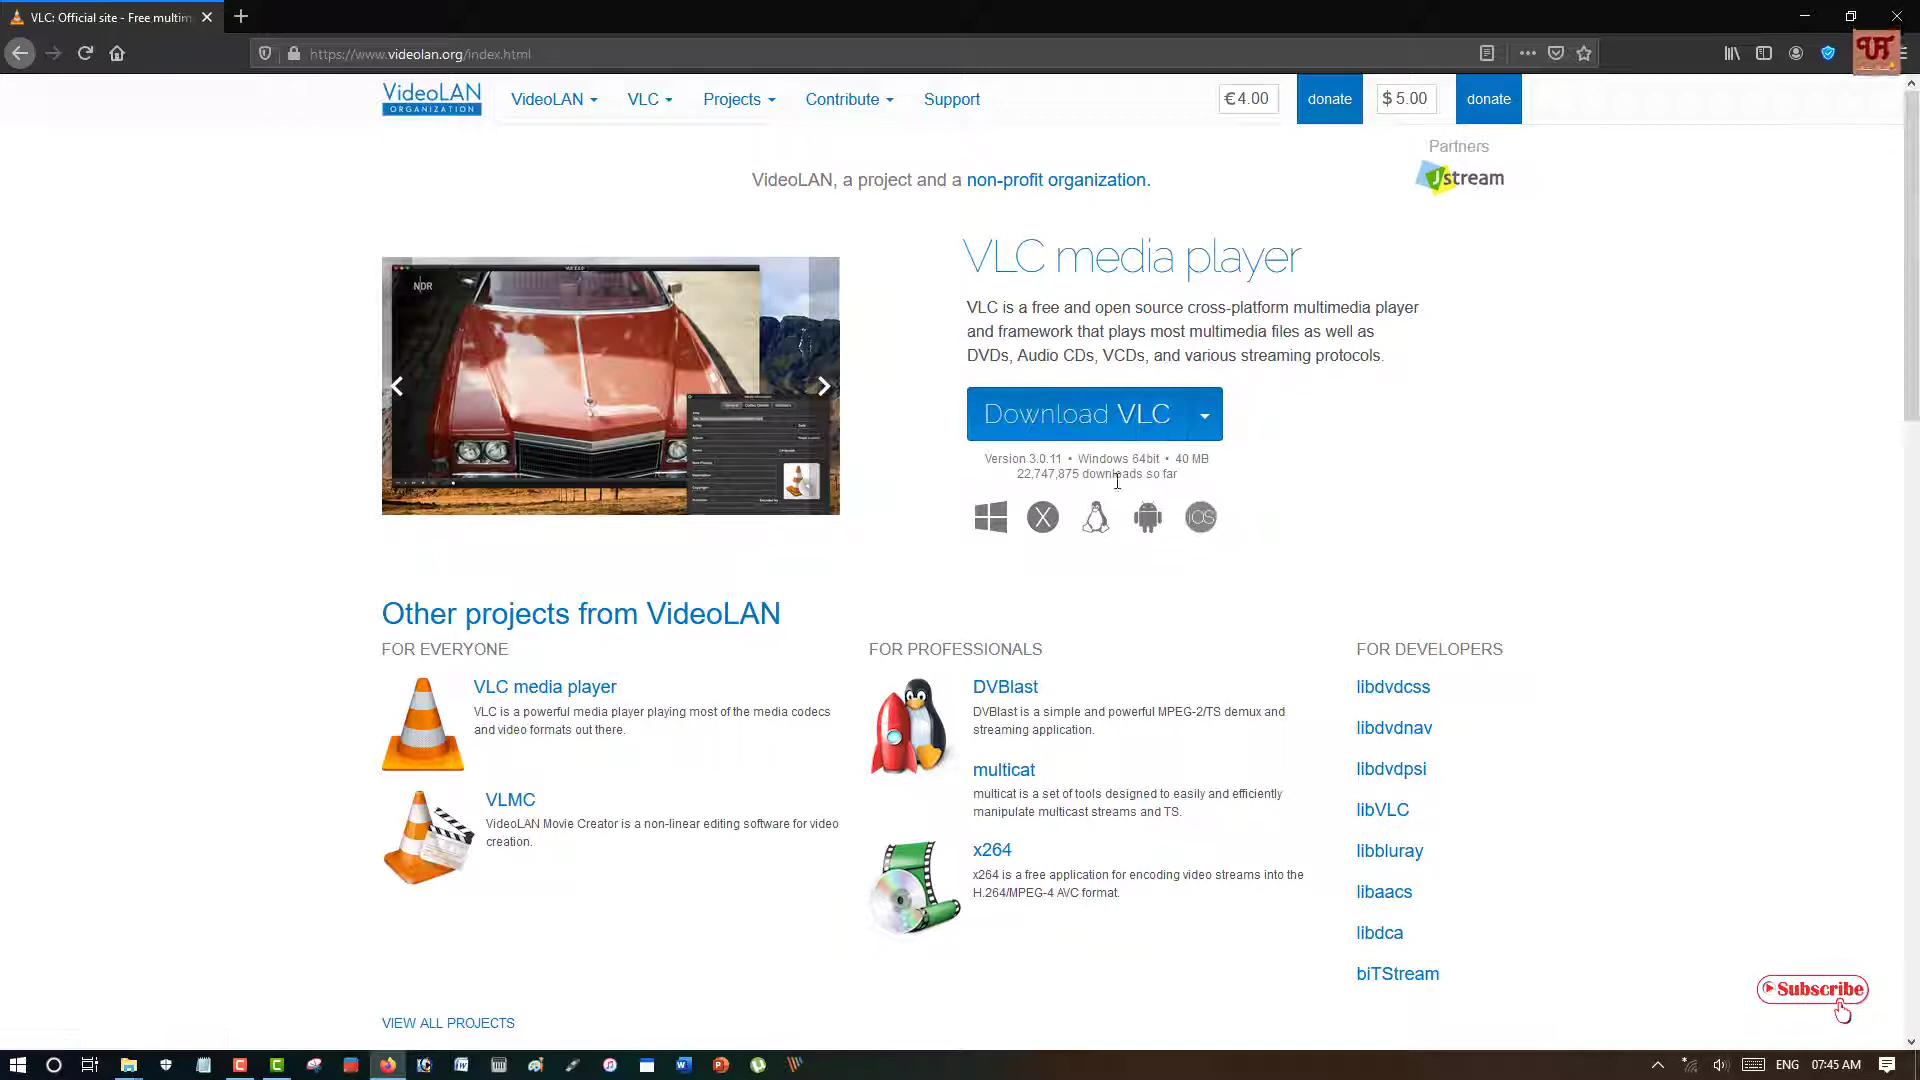 VLC: Official site - Free multim
https://www.videolan.org/index.html
VideoLAN
ORGANIZATION
VideoLAN
VLC
Projects
Contribute
Support
€ 4.00
donate
$ 5.00
donate
Partners
Jstream
VideoLAN, a project and a non-profit organization.
NDR
VLC media player
VLC is a free and open source cross-platform multimedia player
and framework that plays most multimedia files as well as
DVDs, Audio CDs, VCDs, and various streaming protocols.
Download VLC
Version 3.0.11 • Windows 64bit • 40 MB
22,747,875 downloads so far
X
iOS
Other projects from VideoLAN
FOR EVERYONE
VLC media player
VLC is a powerful media player playing most of the media codecs
and video formats out there.
VLMC
VideoLAN Movie Creator is a non-linear editing software for video
creation.
FOR PROFESSIONALS
DVBlast
DVBlast is a simple and powerful MPEG-2/TS demux and
streaming application.
multicat
multicat is a set of tools designed to easily and efficiently
manipulate multicast streams and TS.
x264
x264 is a free application for encoding video streams into the
H.264/MPEG-4 AVC format.
FOR DEVELOPERS
libdvdcss
libdvdnav
libdvdpsi
libVLC
libbluray
libaacs
libdca
biTStream
VIEW ALL PROJECTS
Subscribe
ENG
07:45 AM